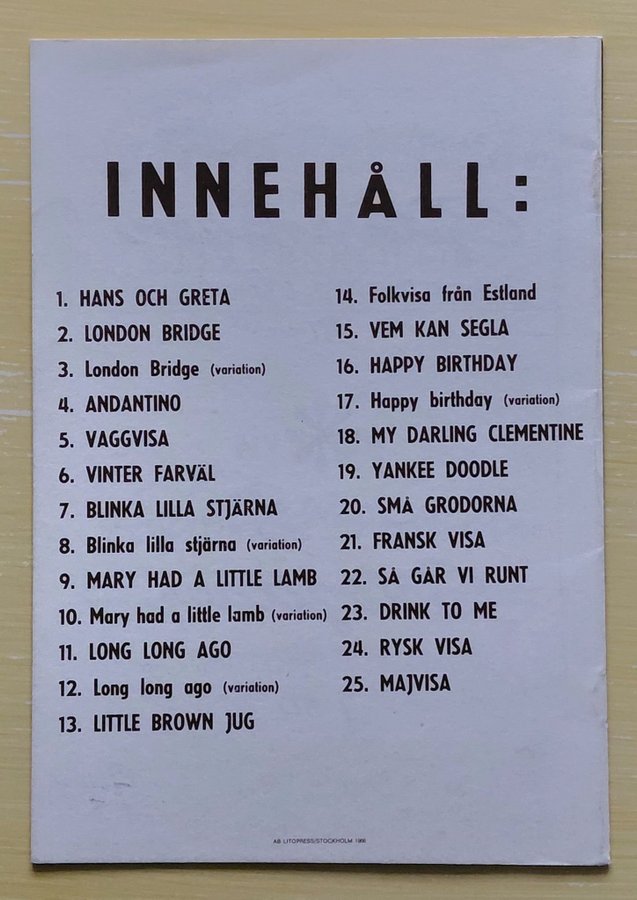 INNEHÅLL:
1. HANS OCH GRETA
2. LONDON BRIDGE
3. London Bridge (variation)
4. ANDANTINO
5. VAGGVISA
6. VINTER FARVÄL
7. BLINKA LILLA STJÄRNA
8. Blinka lilla stjärna (variation)
9. MARY HAD A LITTLE LAMB
10. Mary had a little lamb (variation)
11. LONG LONG AGO
12. Long long ago (variation)
13. LITTLE BROWN JUG
14. Folkvisa från Estland
15. VEM KAN SEGLA
16. HAPPY BIRTHDAY
17. Happy birthday (variation)
18. MY DARLING CLEMENTINE
19. YANKEE DOODLE
20. SMÅ GRODORNA
21. FRANSK VISA
22. SÅ GÅR VI RUNT
23. DRINK TO ME
24. RYSK VISA
25. MAJVISA
AB LITOPRESS/STOCKHOLM